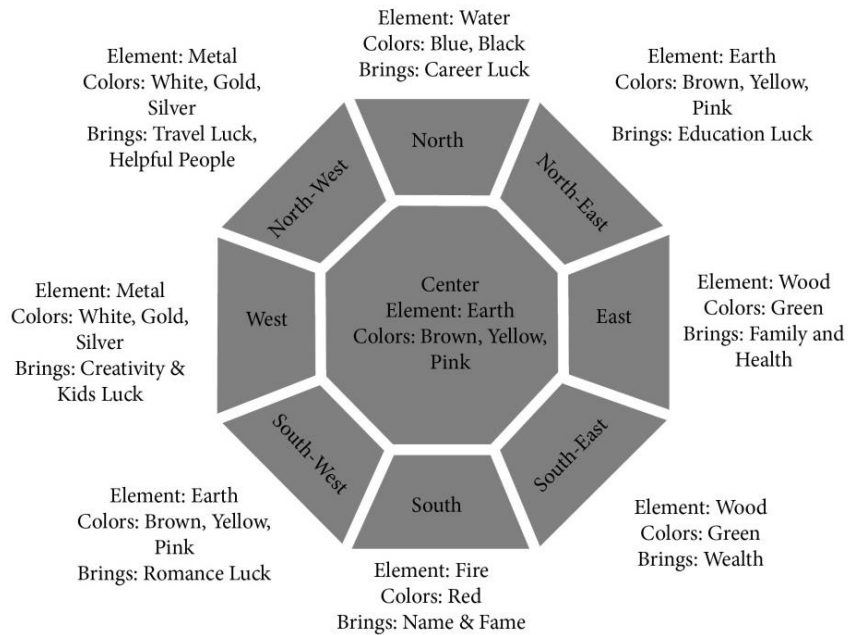 Element: Water
Colors: Blue, Black
Brings: Career Luck
Element: Metal
Colors: White, Gold,
Silver
Brings: Travel Luck,
Helpful People
Element: Earth
Colors: Brown, Yellow,
Pink
Brings: Education Luck
North
North-West
North-East
Element: Metal
Colors: White, Gold,
Silver
Brings: Creativity &
Kids Luck
West
Center
Element: Earth
Colors: Brown, Yellow,
Pink
East
Element: Wood
Colors: Green
Brings: Family and
Health
South-West
South
South-East
Element: Earth
Colors: Brown, Yellow,
Pink
Brings: Romance Luck
Element: Fire
Colors: Red
Brings: Name & Fame
Element: Wood
Colors: Green
Brings: Wealth